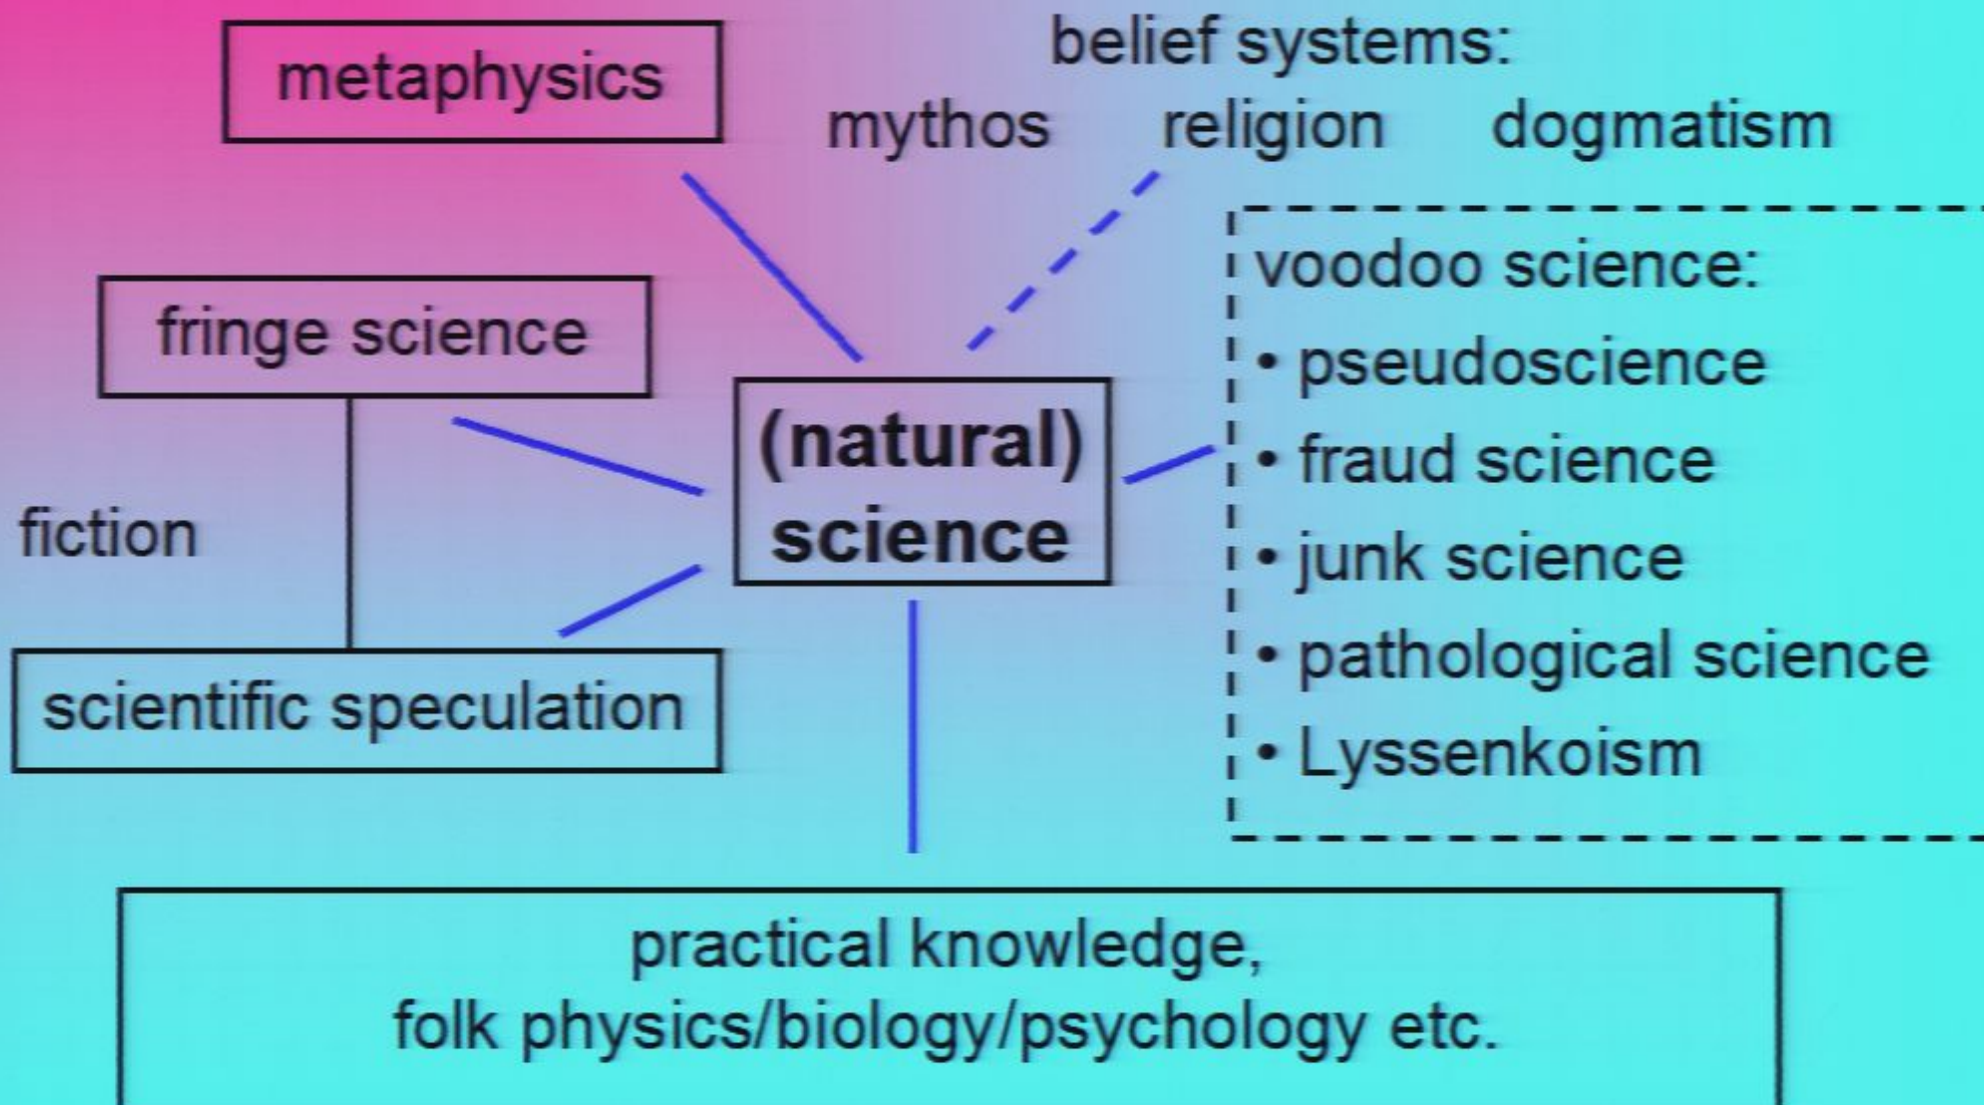 metaphysics
belief systems:
mythos religion dogmatism
fringe science
fiction
scientific speculation
(natural)
science
voodoo science:
• pseudoscience
• fraud science
• junk science
• pathological science
• Lyssenkoism
practical knowledge,
folk physics/biology/psychology etc.